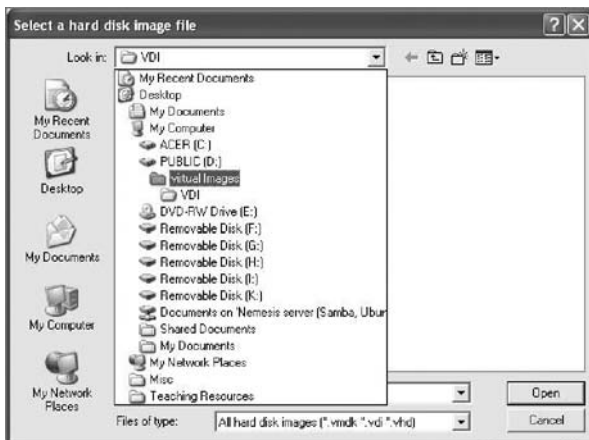 Select a hard disk image file
Look in: VDI
My Recent Documents
Desktop
My Documents
My Computer
ACER (C:)
PUBLIC (D:)
virtual Images
VDI
DVD-RW Drive (E:)
Removable Disk (F:)
Removable Disk (G:)
Removable Disk (H:)
Removable Disk (I:)
Removable Disk (K:)
Documents on 'Nemesis server (Samba, Ubur
Shared Documents
My Documents
My Network Places
Misc
Teaching Resources
My Recent
Documents
Desktop
My Documents
My Computer
My Network
Places
Open
Files of type: All hard disk images (*.vmdk *.vdi *.vhd)
Cancel